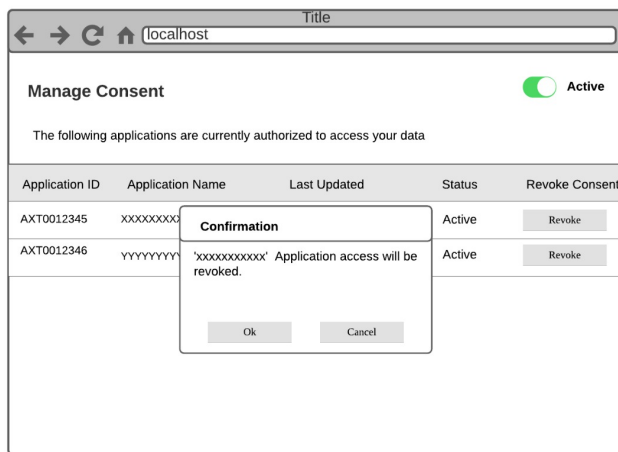 Title
localhost
Manage Consent
Active
The following applications are currently authorized to access your data
Application ID Application Name Last Updated Status Revoke Consent
AXT0012345 XXXXXXXXX Active Revoke
AXT0012346 YYYYYYYY Active Revoke
Confirmation
'xxxxxxxxxxx' Application access will be
revoked.
Ok Cancel